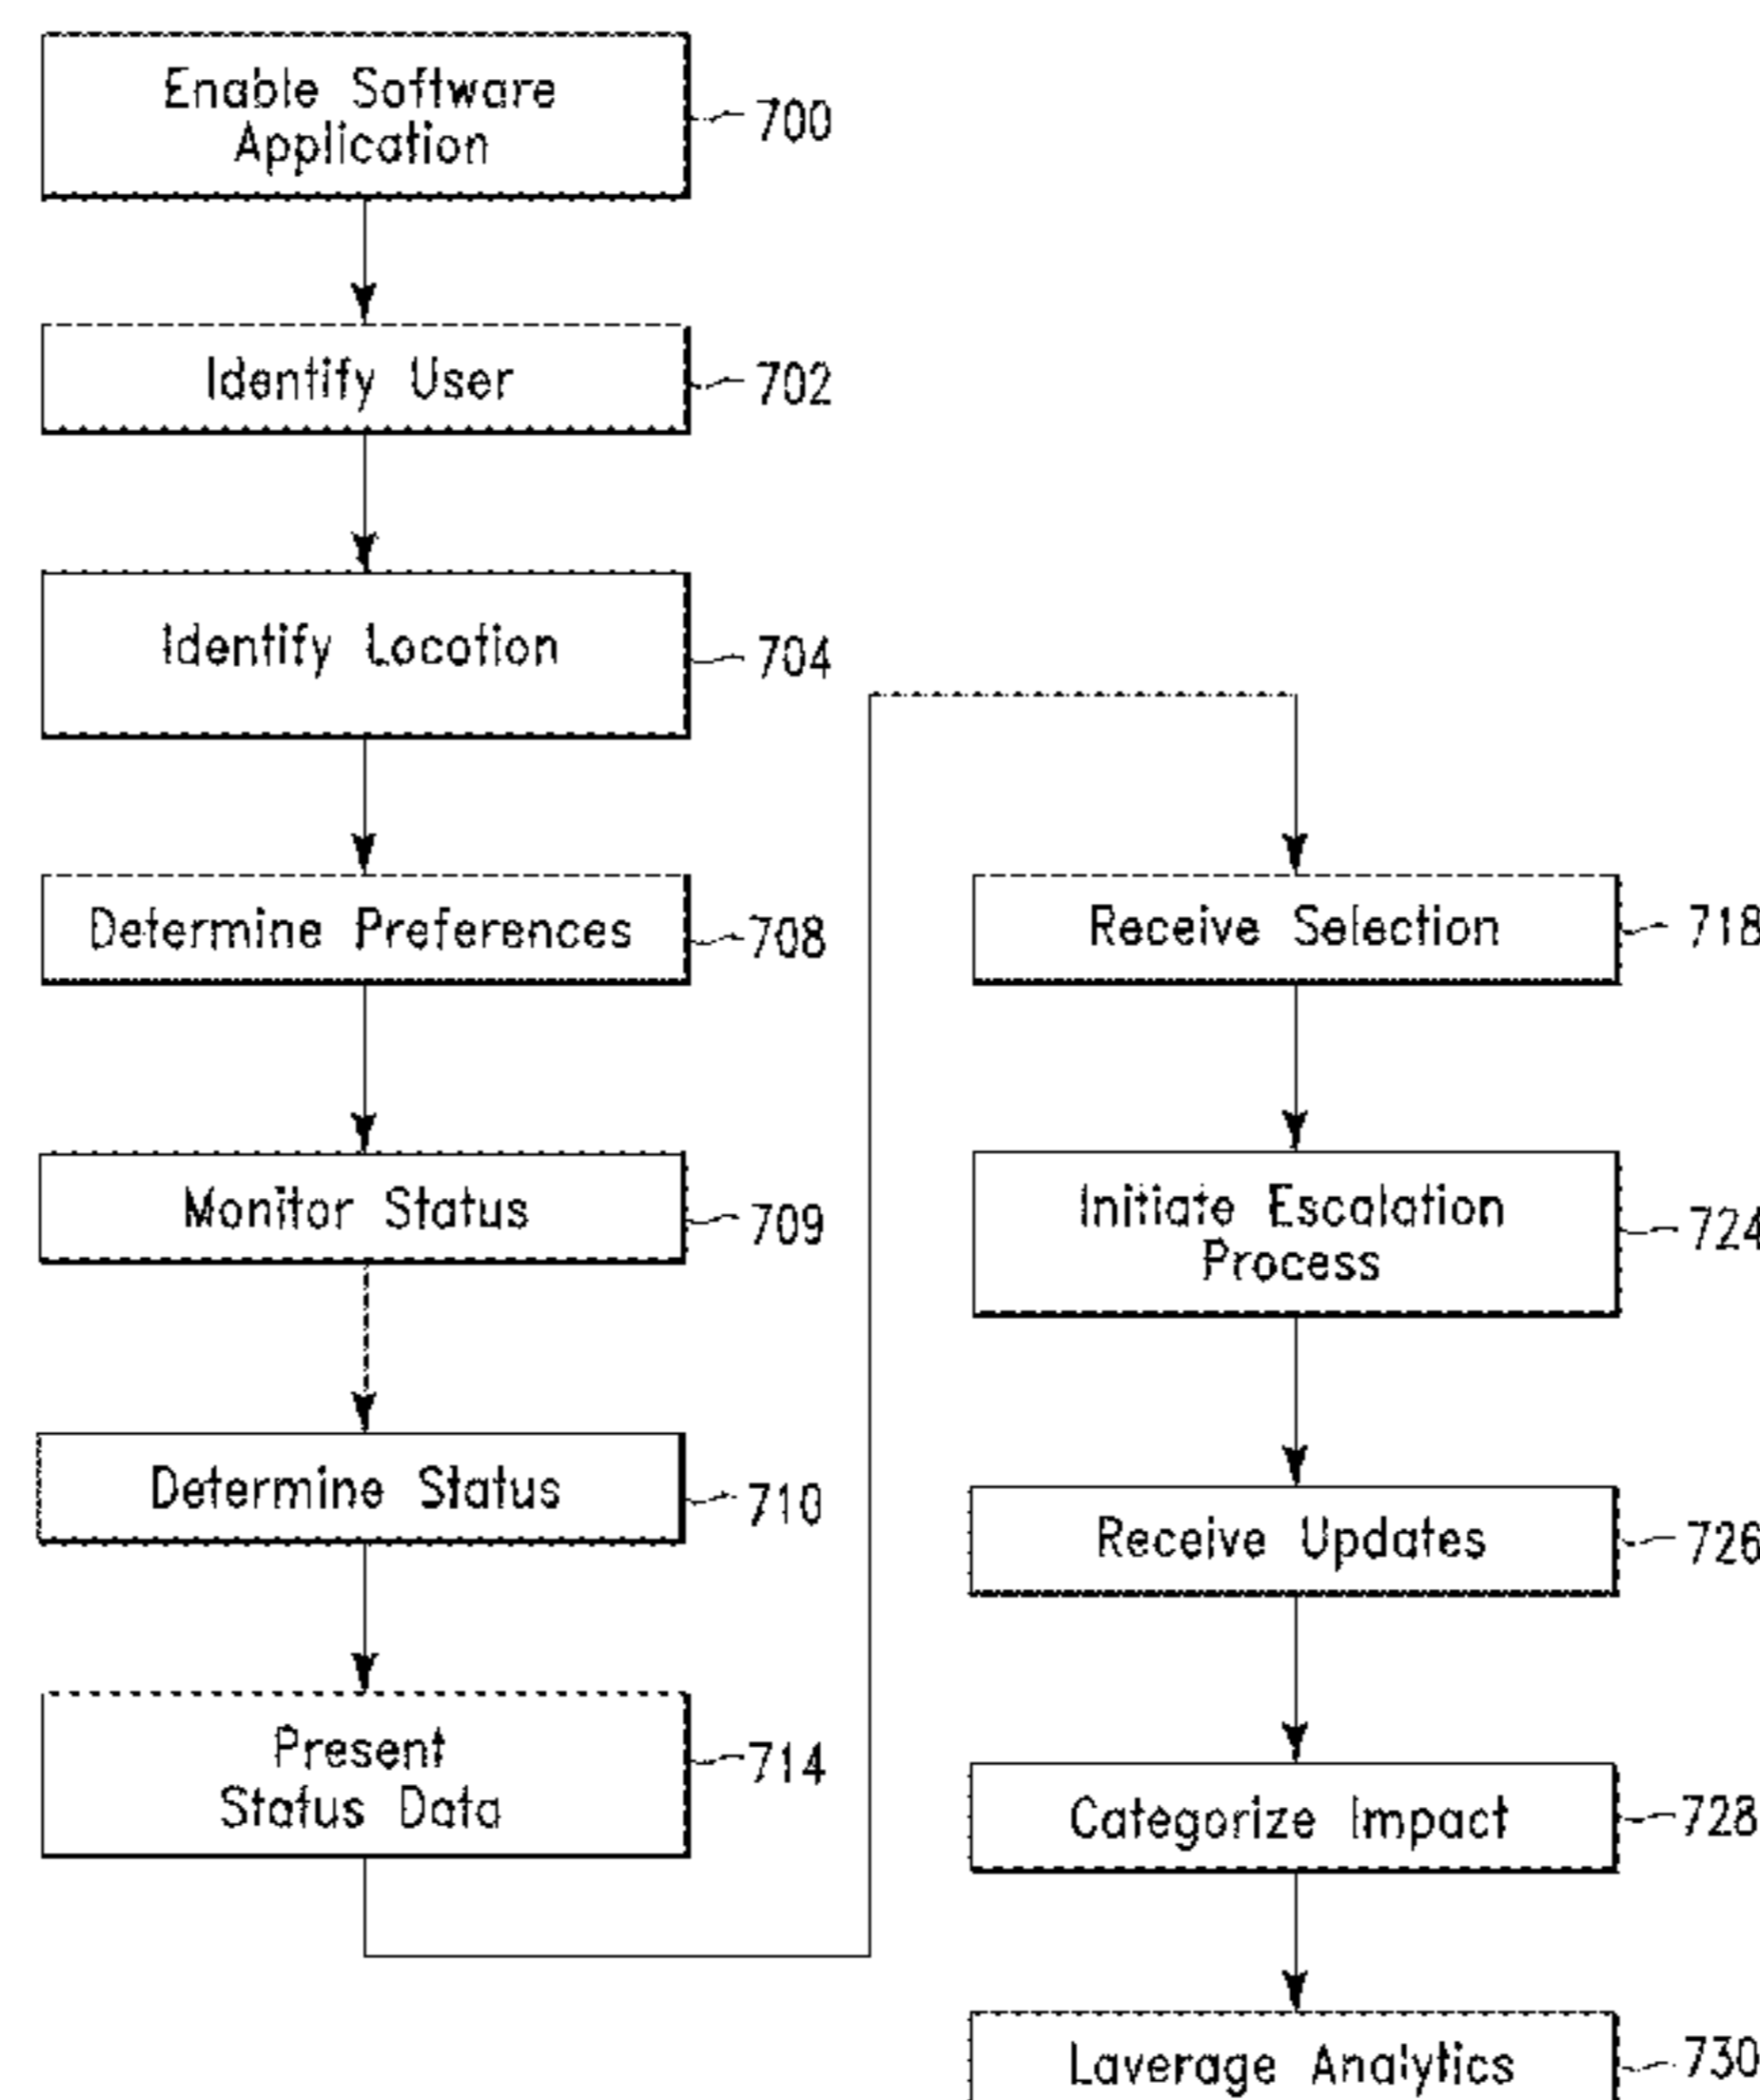 Enable Software
Application
700
Identify User
702
Identify Location
704
Determine Preferences
708
Monitor Status
709
Determine Status
710
Present
Status Data
714
Receive Selection
718
Initiate Escalation
Process
724
Receive Updates
726
Categorize Impact
728
Laverage Analytics
730